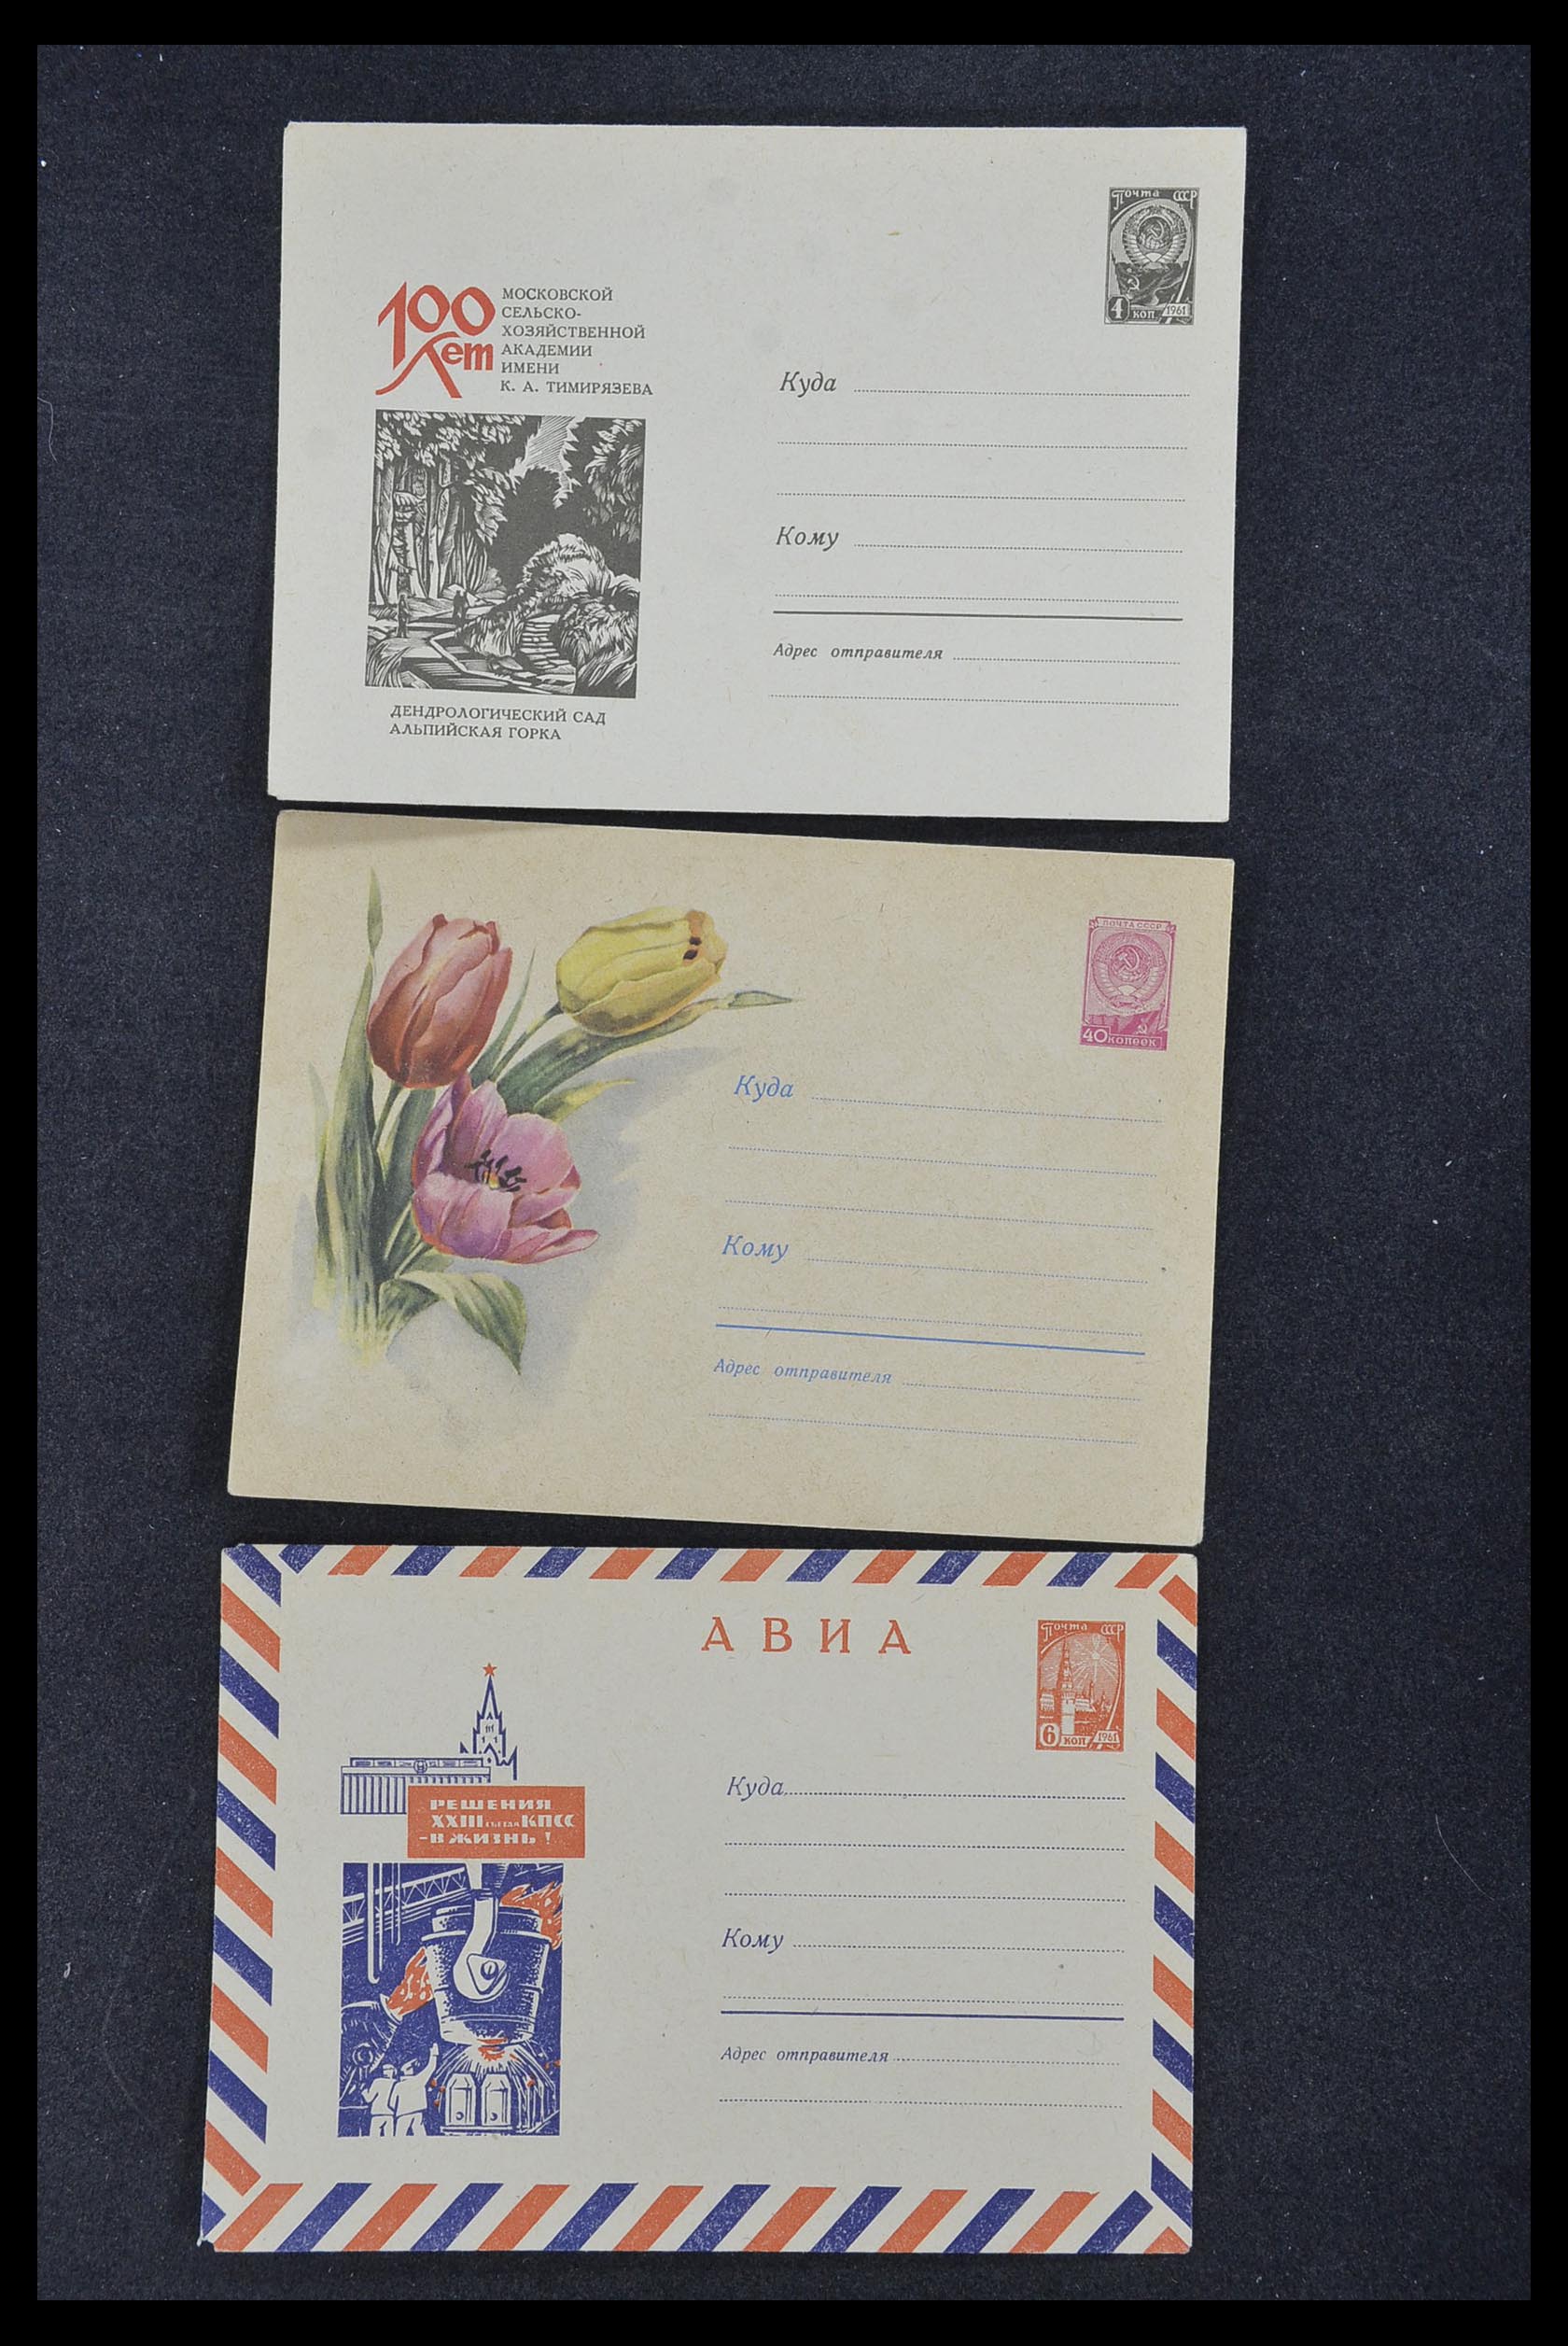 Почта СССР
4 коп 1961
100 лет
МОСКОВСКОЙ
СЕЛЬСКО-
ХОЗЯЙСТВЕННОЙ
АКАДЕМИИ
ИМЕНИ
К. А. ТИМИРЯЗЕВА
Куда
Кому
Адрес отправителя
ДЕНДРОЛОГИЧЕСКИЙ САД
АЛЬПИЙСКАЯ ГОРКА
ПОЧТА СССР
40 копеек
Куда
Кому
Адрес отправителя
АВИА
Почта СССР
6 коп 1961
РЕШЕНИЯ
XXIII съезда КПСС
-В ЖИЗНЬ!
Куда
Кому
Адрес отправителя